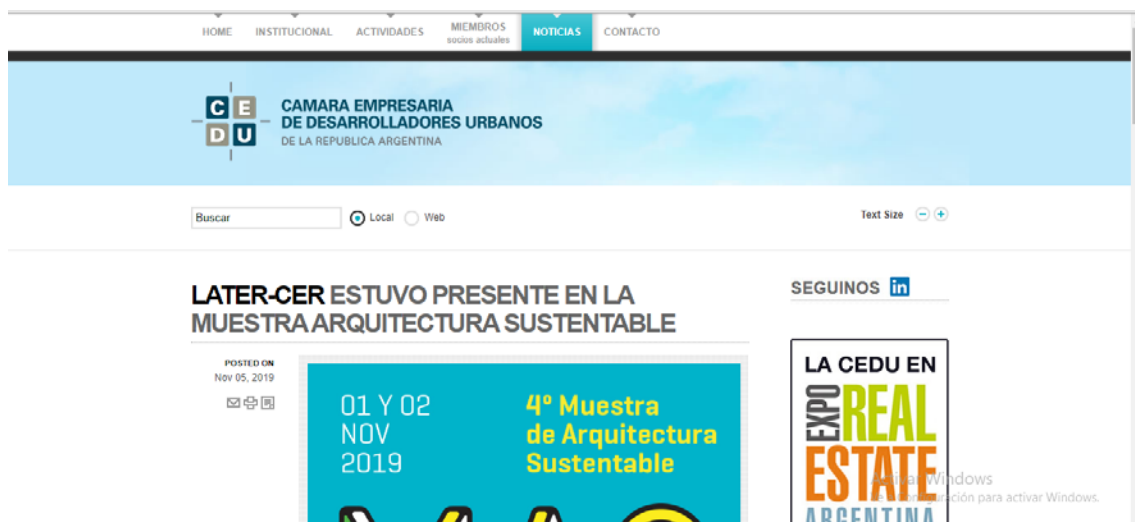 HOME INSTITUCIONAL ACTIVIDADES MIEMBROS socios actuales NOTICIAS CONTACTO
CEDU
CAMARA EMPRESARIA
DE DESARROLLADORES URBANOS
DE LA REPUBLICA ARGENTINA
Buscar Local Web Text Size
LATER-CER ESTUVO PRESENTE EN LA
MUESTRA ARQUITECTURA SUSTENTABLE
POSTED ON
Nov 05, 2019
01 Y 02
NOV
2019
4º Muestra
de Arquitectura
Sustentable
SEGUINOS in
LA CEDU EN
EXPO
REAL
ESTATE
ARGENTINA
Activar Windows
para activar Windows.